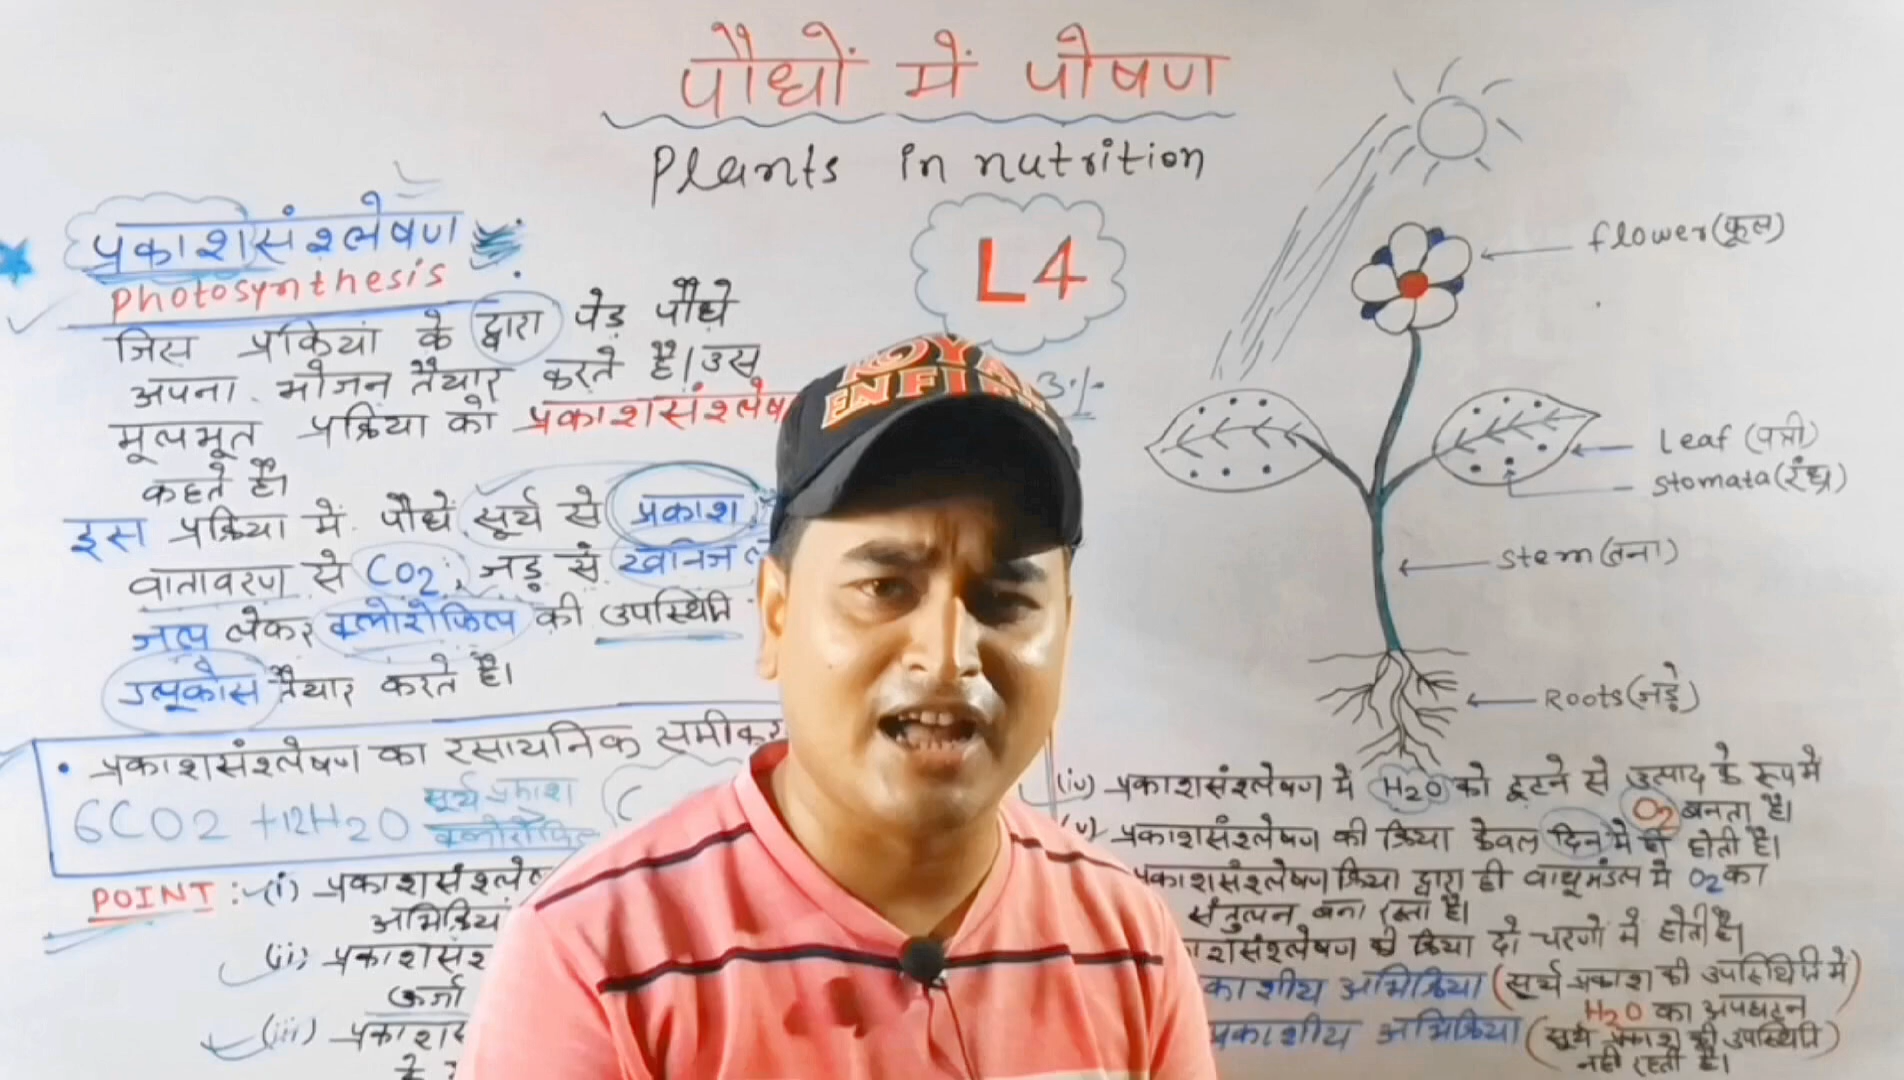 पौधों में पोषण
Plants in nutrition
L4
प्रकाशसंश्लेषण
Photosynthesis
जिस प्रकियां के द्वारा पेड़ पौधे
अपना भोजन तैयार करते है। उस
मूलभूत प्रक्रिया को प्रकाशसंश्लेष
कहते है।
इस प्रक्रिया में पौधें सूर्य से प्रकाश
वातावरण से CO2, जड़ से खनिज ल
जल लेकर क्लोरोफिल की उपस्थिति
ग्लूकोस तैयार करते है।
• प्रकाशसंश्लेषण का रसायनिक समीकर
6CO2 + 12H2O सूर्य प्रकाश
क्लोरोफिल
POINT :- (i) प्रकाशसंश्लेष
अभिक्रिया
(ii) प्रकाशसंश
ऊर्जा
(iii) प्रकाशस
ROYAL
ENFI
flower (फूल)
Leaf (पत्ती)
stomata (रंध्र)
stem (तना)
Roots (जड़े)
(iv) प्रकाशसंश्लेषण में H2O को टूटने से उत्पाद के रूप में
O2 बनता है।
(v) प्रकाशसंश्लेषण की क्रिया केवल दिन में ही होती है।
प्रकाशसंश्लेषण क्रिया द्वारा ही वायुमंडल में O2 का
संतुलन बना रहता है।
ाशसंश्लेषण की क्रिया दो चरणों में होती है।
काशीय अभिक्रिया (सूर्य प्रकाश की उपस्थिति में)
H2O का अपघटन
प्रकाशीय अभिक्रिया (सूर्य प्रकाश की उपस्थिति)
नहीं रहती है।